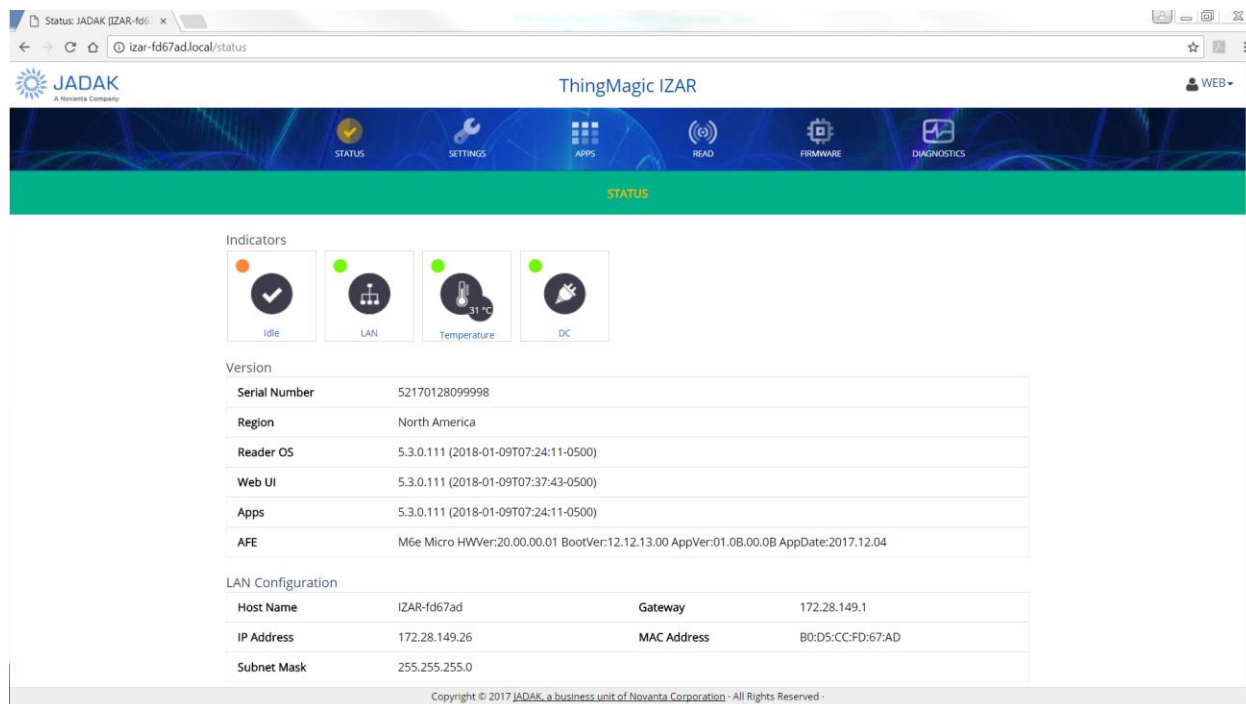 Status: JADAK [IZAR-fd6
izar-fd67ad.local/status
JADAK
A Novanta Company
ThingMagic IZAR
WEB
STATUS SETTINGS APPS READ FIRMWARE DIAGNOSTICS
STATUS
Indicators
31 °C
Idle LAN Temperature DC
Version
Serial Number 52170128099998
Region North America
Reader OS 5.3.0.111 (2018-01-09T07:24:11-0500)
Web UI 5.3.0.111 (2018-01-09T07:37:43-0500)
Apps 5.3.0.111 (2018-01-09T07:24:11-0500)
AFE M6e Micro HWVer:20.00.00.01 BootVer:12.12.13.00 AppVer:01.0B.00.0B AppDate:2017.12.04
LAN Configuration
Host Name IZAR-fd67ad Gateway 172.28.149.1
IP Address 172.28.149.26 MAC Address B0:D5:CC:FD:67:AD
Subnet Mask 255.255.255.0
Copyright © 2017 JADAK, a business unit of Novanta Corporation · All Rights Reserved ·